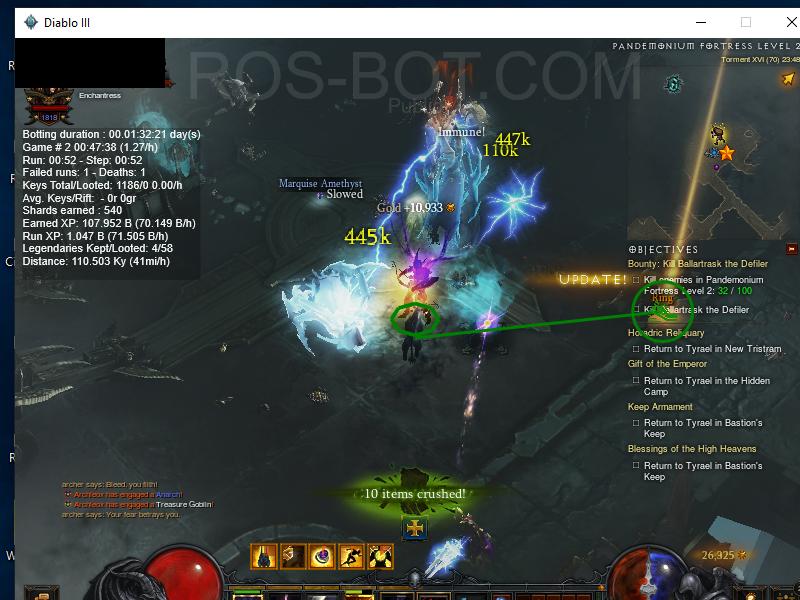 Diablo III
PANDEMONIUM FORTRESS LEVEL 2
Torment XVI (70) 23:48
ROS-BOT.COM
Enchantress
1818
Botting duration : 00.01:32:21 day(s)
Game # 2 00:47:38 (1.27/h)
Run: 00:52 - Step: 00:52
Failed runs: 1 - Deaths: 1
Keys Total/Looted: 1186/0 0.00/h
Avg. Keys/Rift: - 0r 0gr
Shards earned : 540
Earned XP: 107.952 B (70.149 B/h)
Run XP: 1.047 B (71.505 B/h)
Legendaries Kept/Looted: 4/58
Distance: 110.503 Ky (41mi/h)
Immune!
447k
110k
Marquise Amethyst
Slowed
Gold +10,933
445k
UPDATE!
OBJECTIVES
Bounty: Kill Ballartrask the Defiler
Kill enemies in Pandemonium
Fortress Level 2: 32 / 100
Ring
Kill Ballartrask the Defiler
Horadric Reliquary
Return to Tyrael in New Tristram
Gift of the Emperor
Return to Tyrael in the Hidden
Camp
Keep Armament
Return to Tyrael in Bastion's
Keep
Blessings of the High Heavens
Return to Tyrael in Bastion's
Keep
archer says: Bleed, you filth!
Archleox has engaged a Anarch!
Archleox has engaged a Treasure Goblin!
archer says: Your fear betrays you.
10 items crushed!
26,325